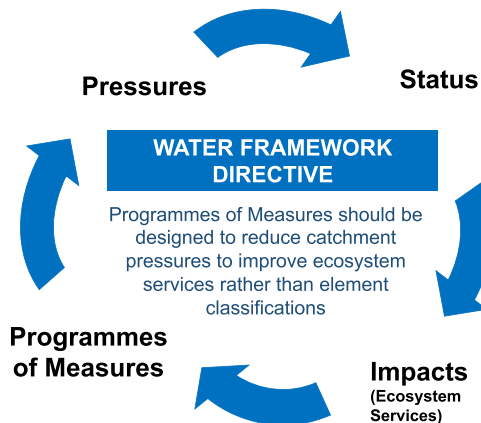 Pressures
Status
WATER FRAMEWORK
DIRECTIVE
Programmes of Measures should be
designed to reduce catchment
pressures to improve ecosystem
services rather than element
classifications
Programmes
of Measures
Impacts
(Ecosystem
Services)